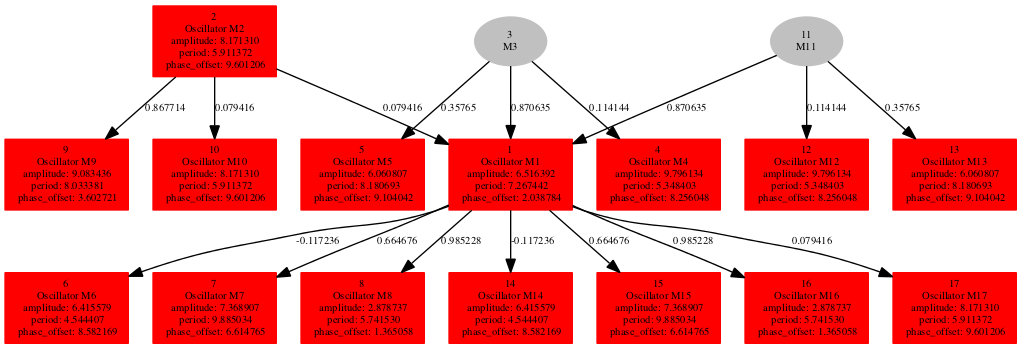 2
Oscillator M2
amplitude: 8.171310
period: 5.911372
phase_offset: 9.601206
3
M3
11
M11
0.867714
0.079416
0.079416
0.35765
0.870635
0.114144
0.870635
0.114144
0.35765
9
Oscillator M9
amplitude: 9.083436
period: 8.033381
phase_offset: 3.602721
10
Oscillator M10
amplitude: 8.171310
period: 5.911372
phase_offset: 9.601206
5
Oscillator M5
amplitude: 6.060807
period: 8.180693
phase_offset: 9.104042
1
Oscillator M1
amplitude: 6.516392
period: 7.267442
phase_offset: 2.038784
4
Oscillator M4
amplitude: 9.796134
period: 5.348403
phase_offset: 8.256048
12
Oscillator M12
amplitude: 9.796134
period: 5.348403
phase_offset: 8.256048
13
Oscillator M13
amplitude: 6.060807
period: 8.180693
phase_offset: 9.104042
-0.117236
0.664676
0.985228
-0.117236
0.664676
0.985228
0.079416
6
Oscillator M6
amplitude: 6.415579
period: 4.544407
phase_offset: 8.582169
7
Oscillator M7
amplitude: 7.368907
period: 9.885034
phase_offset: 6.614765
8
Oscillator M8
amplitude: 2.878737
period: 5.741530
phase_offset: 1.365058
14
Oscillator M14
amplitude: 6.415579
period: 4.544407
phase_offset: 8.582169
15
Oscillator M15
amplitude: 7.368907
period: 9.885034
phase_offset: 6.614765
16
Oscillator M16
amplitude: 2.878737
period: 5.741530
phase_offset: 1.365058
17
Oscillator M17
amplitude: 8.171310
period: 5.911372
phase_offset: 9.601206